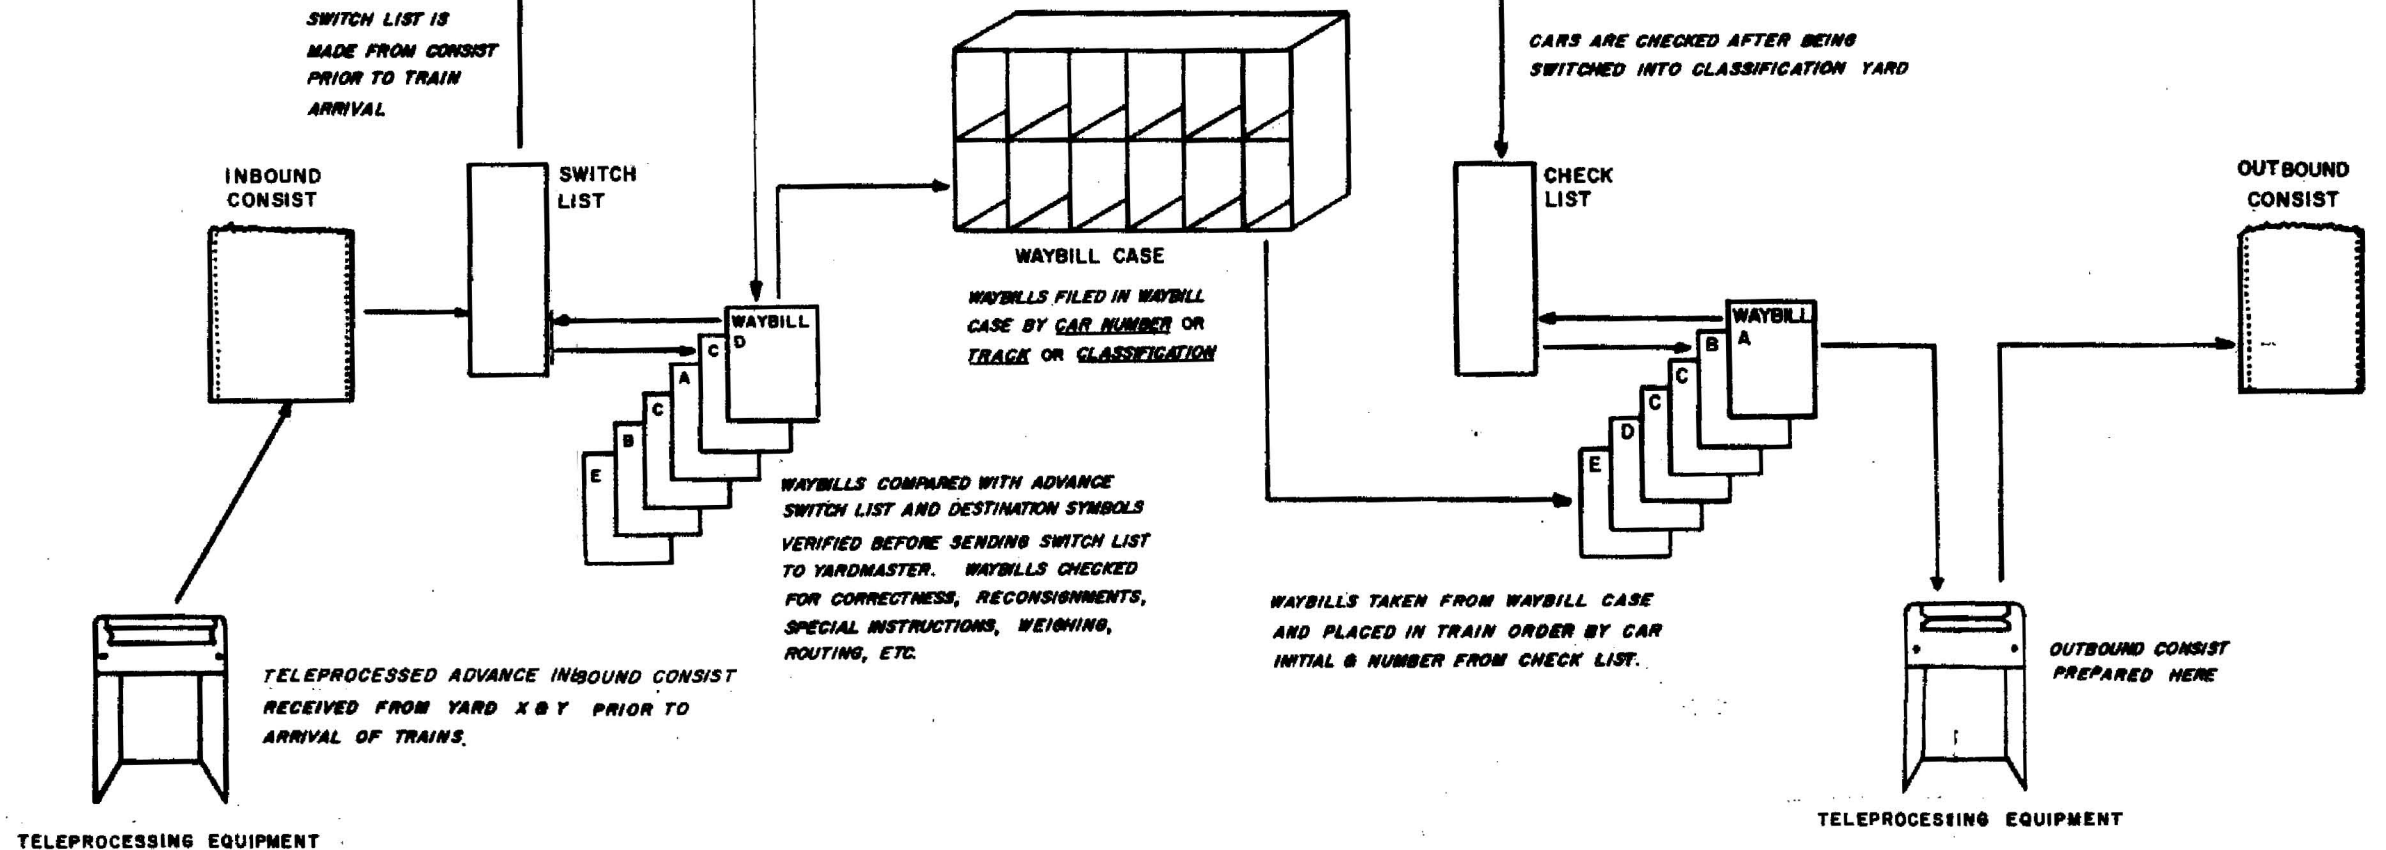 SWITCH LIST IS
MADE FROM CONSIST
PRIOR TO TRAIN
ARRIVAL
CARS ARE CHECKED AFTER BEING
SWITCHED INTO CLASSIFICATION YARD
INBOUND
CONSIST
SWITCH
LIST
CHECK
LIST
OUTBOUND
CONSIST
WAYBILL CASE
WAYBILLS FILED IN WAYBILL
CASE BY CAR NUMBER OR
TRACK OR CLASSIFICATION
WAYBILL
D
C
A
C
B
E
WAYBILL
A
B
C
C
D
E
WAYBILLS COMPARED WITH ADVANCE
SWITCH LIST AND DESTINATION SYMBOLS
VERIFIED BEFORE SENDING SWITCH LIST
TO YARDMASTER. WAYBILLS CHECKED
FOR CORRECTNESS, RECONSIGNMENTS,
SPECIAL INSTRUCTIONS, WEIGHING,
ROUTING, ETC.
WAYBILLS TAKEN FROM WAYBILL CASE
AND PLACED IN TRAIN ORDER BY CAR
INITIAL & NUMBER FROM CHECK LIST.
TELEPROCESSED ADVANCE INBOUND CONSIST
RECEIVED FROM YARD X & Y PRIOR TO
ARRIVAL OF TRAINS.
OUTBOUND CONSIST
PREPARED HERE
TELEPROCESSING EQUIPMENT
TELEPROCESSING EQUIPMENT